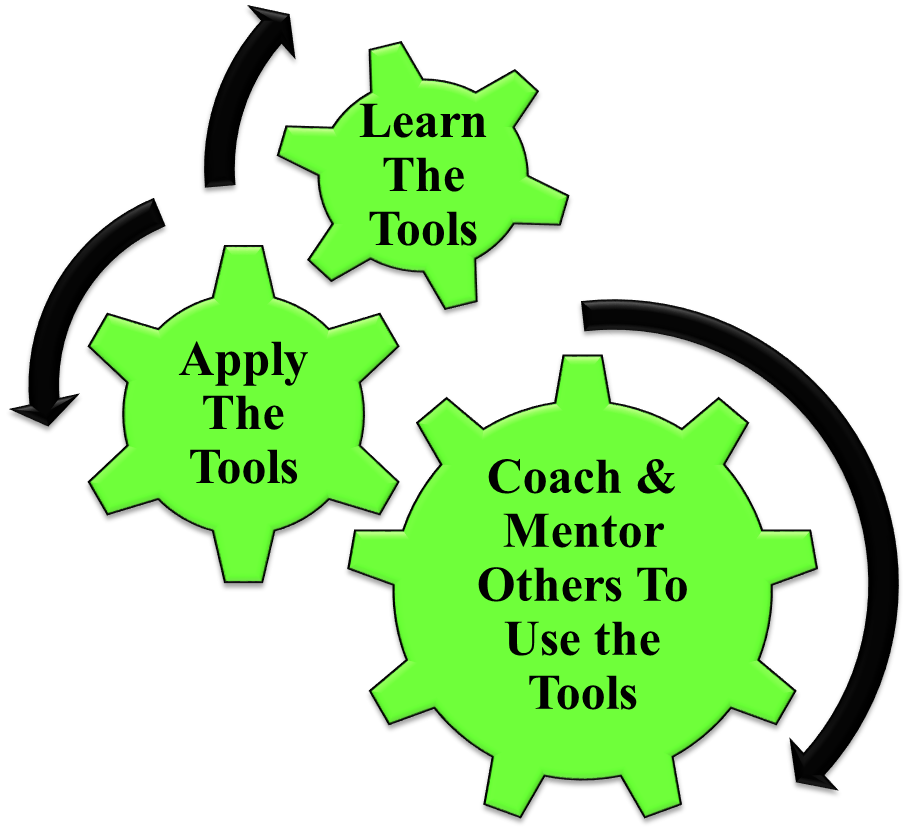 Learn
The
Tools
Apply
The
Tools
Coach &
Mentor
Others To
Use the
Tools